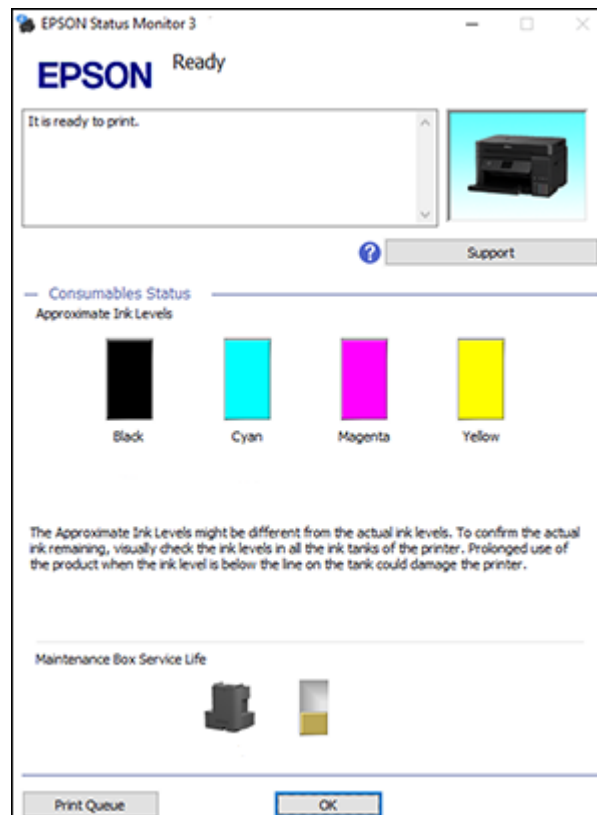 EPSON Status Monitor 3
EPSON
Ready
It is ready to print.
?
Support
Consumables Status
Approximate Ink Levels
Black Cyan Magenta Yellow
The Approximate Ink Levels might be different from the actual ink levels. To confirm the actual
ink remaining, visually check the ink levels in all the ink tanks of the printer. Prolonged use of
the product when the ink level is below the line on the tank could damage the printer.
Maintenance Box Service Life
Print Queue OK